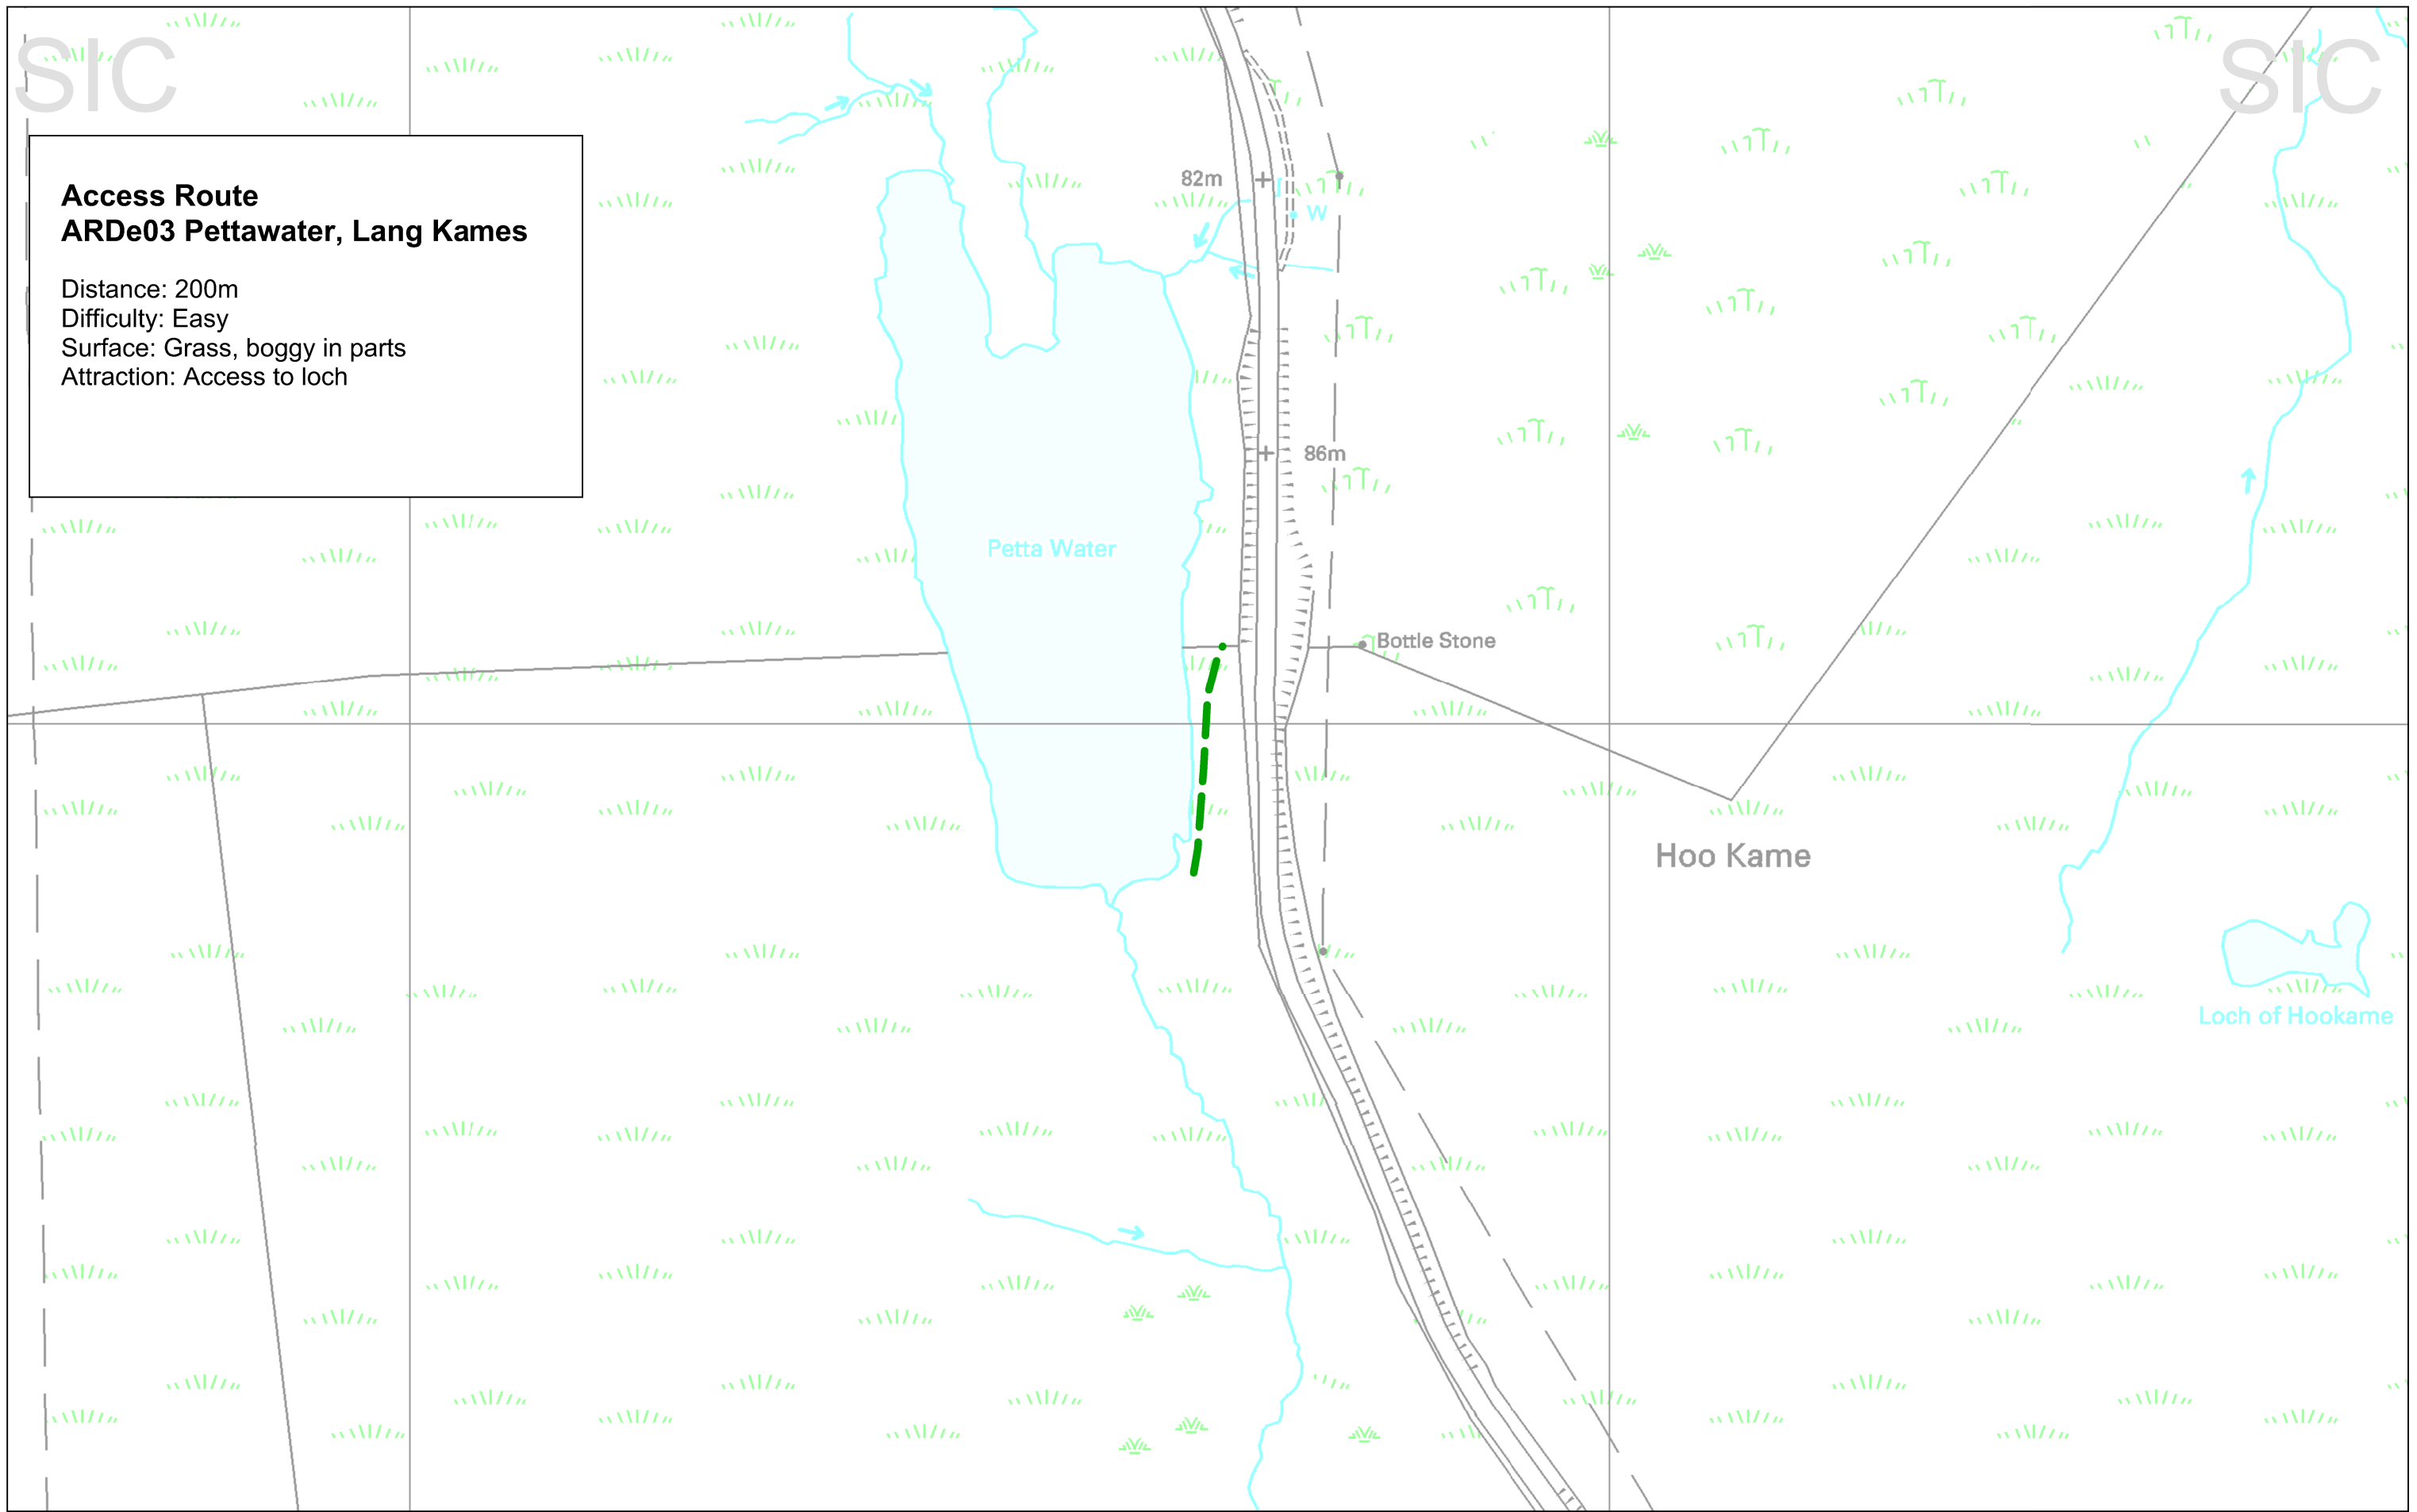 SIC
SIC
Access Route
ARDe03 Pettawater, Lang Kames
Distance: 200m
Difficulty: Easy
Surface: Grass, boggy in parts
Attraction: Access to loch
82m
W
86m
Petta Water
Bottle Stone
Hoo Kame
Loch of Hookame